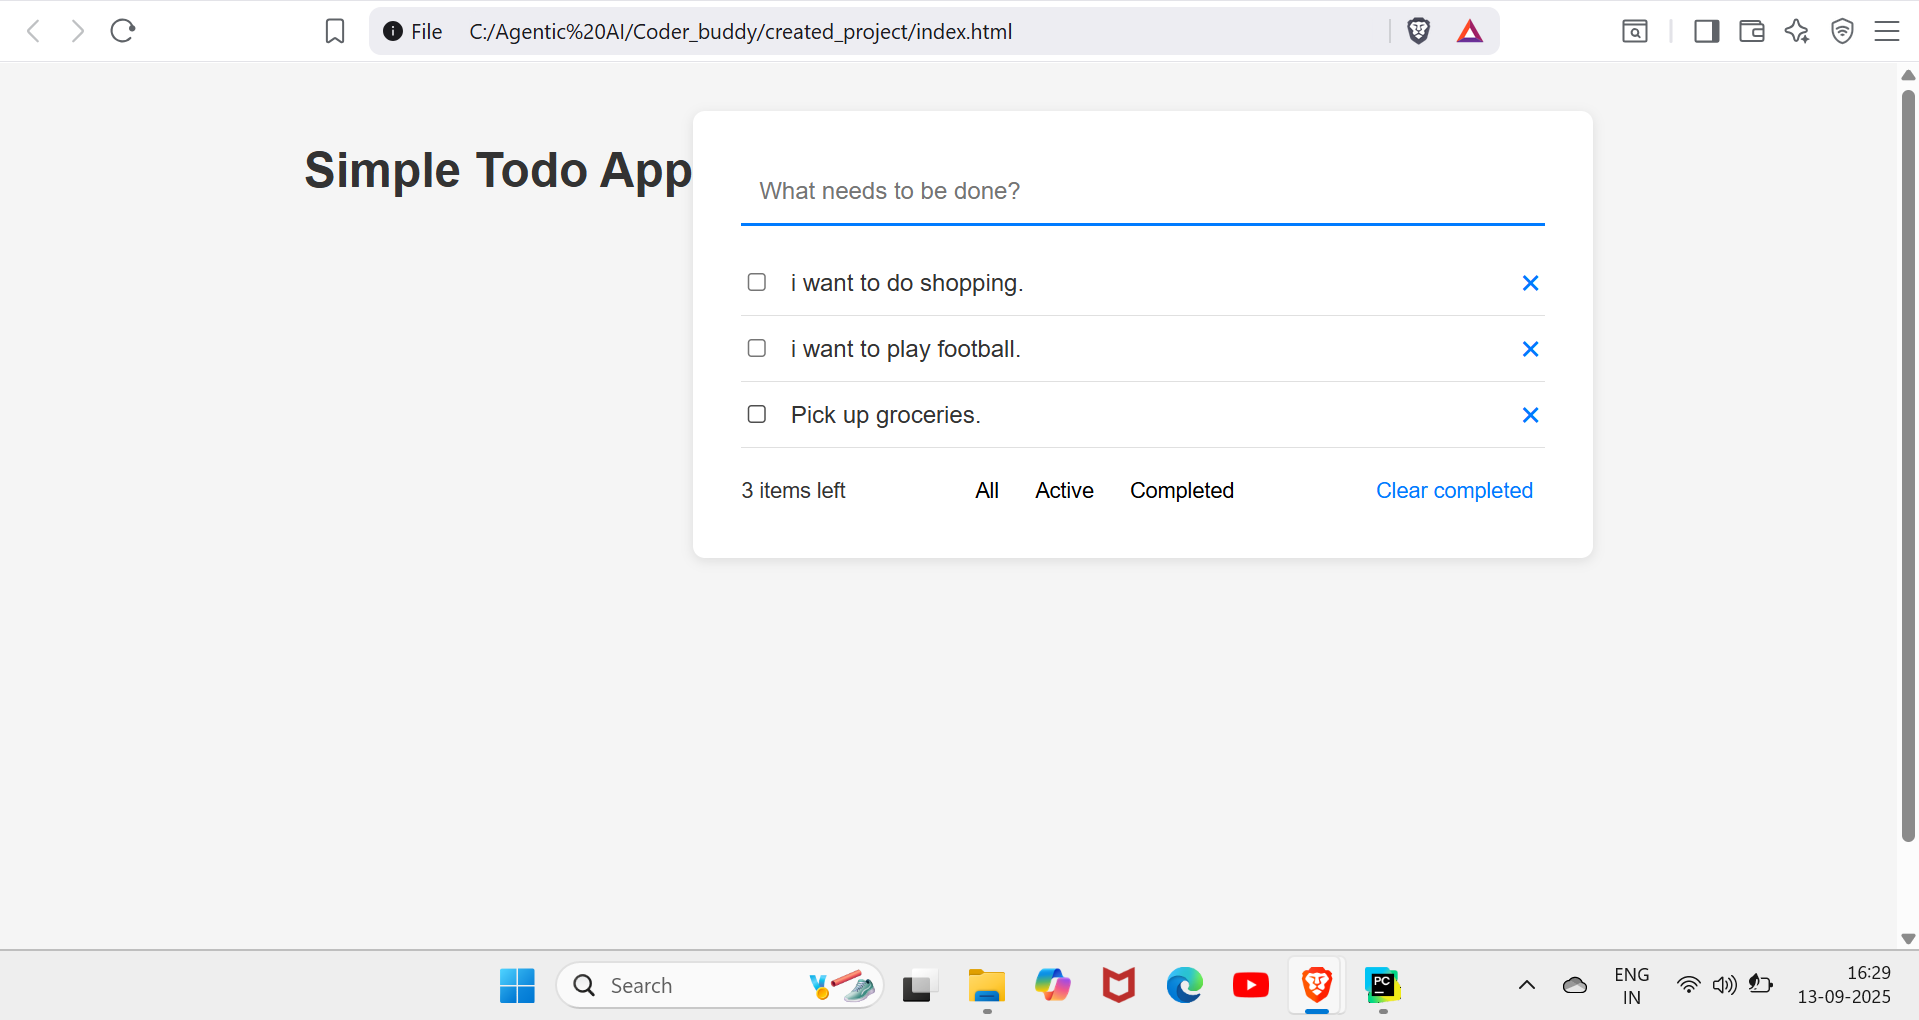 File C:/Agentic%20AI/Coder_buddy/created_project/index.html
Simple Todo App
What needs to be done?
i want to do shopping.
i want to play football.
Pick up groceries.
3 items left All Active Completed Clear completed
Search
PC
ENG
IN
16:29
13-09-2025